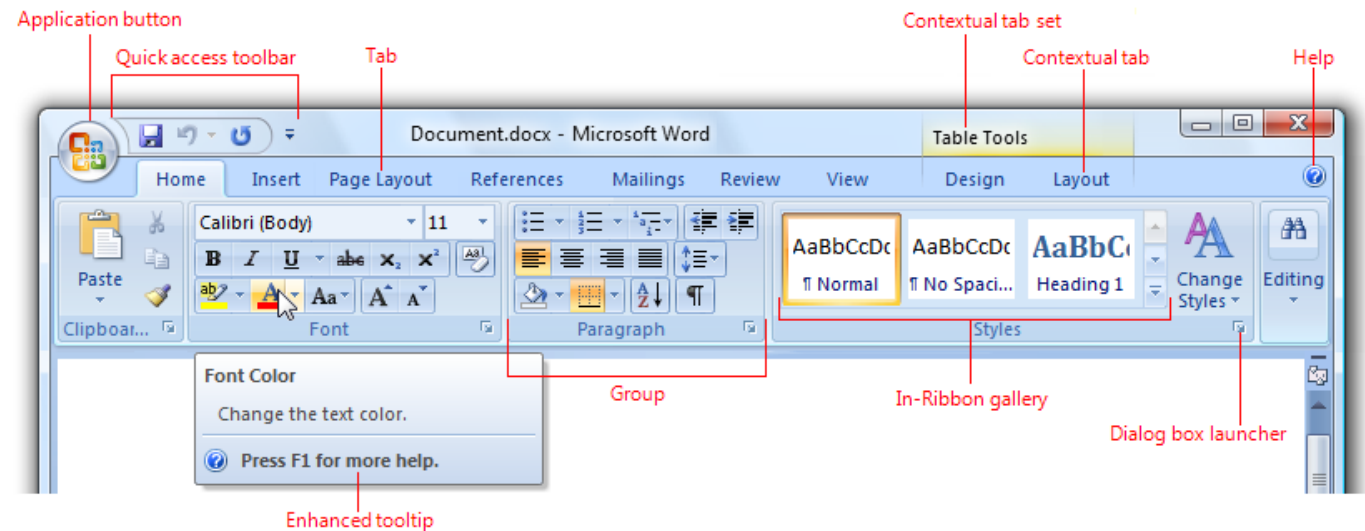 Application button
Contextual tab set
Quick access toolbar
Tab
Contextual tab
Help
Document.docx - Microsoft Word
Table Tools
Home Insert Page Layout References Mailings Review View Design Layout
Calibri (Body) 11
B I U abe x₂ x² Aa
ab A Aa A A
A Z
¶
Paste
AaBbCcDc AaBbCcDc AaBbC
¶ Normal ¶ No Spaci... Heading 1
Change
Styles
Editing
Clipboar... Font Paragraph Styles
Font Color
Change the text color.
Press F1 for more help.
Group
In-Ribbon gallery
Dialog box launcher
Enhanced tooltip